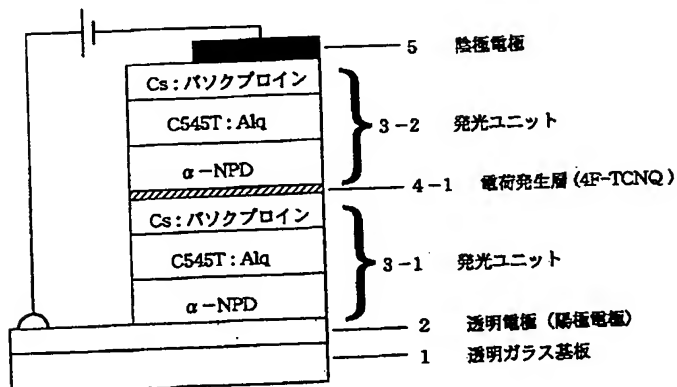 5 陰極電極
Cs:バソクプロイン
C545T:Alq
3-2 発光ユニット
α-NPD
4-1 電荷発生層(4F-TCNQ)
Cs:バソクプロイン
C545T:Alq
3-1 発光ユニット
α-NPD
2 透明電極(陽極電極)
1 透明ガラス基板